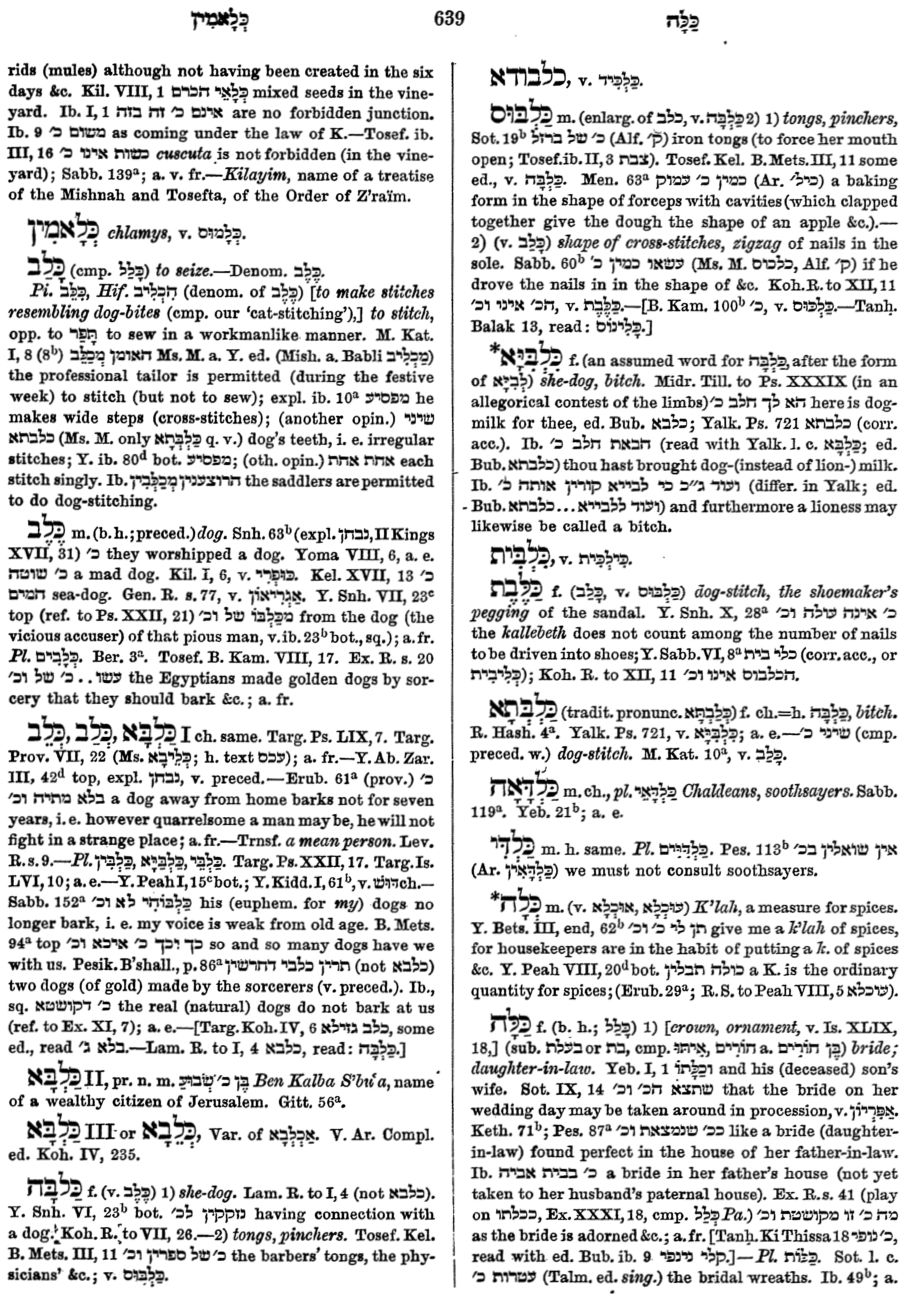 כְּלָאמִין
639
כַּלָּה
rids (mules) although not having been created in the six
days &c. Kil. VIII, 1 כִּלְאֵי הכרם mixed seeds in the vine-
yard. Ib. I, 1 אינם כ׳ זה בזה are no forbidden junction.
Ib. 9 משום כ׳ as coming under the law of K.—Tosef. ib.
III, 16 כשות אינו כ׳ cuscuta is not forbidden (in the vine-
yard); Sabb. 139ᵃ; a. v. fr.—Kilayim, name of a treatise
of the Mishnah and Tosefta, of the Order of Z'raïm.
כְּלָאמִין chlamys, v. כְּלָמוּס.
כָּלַב (cmp. כָּלַל) to seize.—Denom. כֶּלֶב.
Pi. כִּלֵּב, Hif. הִכְלִיב (denom. of כֶּלֶב) [to make stitches
resembling dog-bites (cmp. our 'cat-stitching'),] to stitch,
opp. to תָּפַר to sew in a workmanlike manner. M. Kat.
I, 8 (8ᵇ) האומן מְכַלֵּב Ms. M. a. Y. ed. (Mish. a. Babli מַכְלִיב)
the professional tailor is permitted (during the festive
week) to stitch (but not to sew); expl. ib. 10ᵃ מפסיע he
makes wide steps (cross-stitches); (another opin.) שיני
כלבתא (Ms. M. only כַּלְבְּתָא q. v.) dog's teeth, i. e. irregular
stitches; Y. ib. 80ᵈ bot. מפסיע; (oth. opin.) אחת אחת each
stitch singly. Ib. הרוצענין מְכַלְּבִין the saddlers are permitted
to do dog-stitching.
כֶּלֶב m. (b. h.; preced.) dog. Snh. 63ᵇ (expl. נבחן, II Kings
XVII, 31) כ׳ they worshipped a dog. Yoma VIII, 6, a. e.
כ׳ שוטה a mad dog. Kil. I, 6, v. כּוּפְרִי. Kel. XVII, 13 כ׳
המים sea-dog. Gen. R. s. 77, v. אַגְרִיאוֹן. Y. Snh. VII, 23ᶜ
top (ref. to Ps. XXII, 21) מכַּלְבּוֹ של וכ׳ from the dog (the
vicious accuser) of that pious man, v. ib. 23ᵇ bot., sq.); a. fr.
Pl. כְּלָבִים. Ber. 3ᵃ. Tosef. B. Kam. VIII, 17. Ex. R. s. 20
עשו . . כ׳ של וכ׳ the Egyptians made golden dogs by sor-
cery that they should bark &c.; a. fr.
כְּלֵב, כְּלַב, כַּלְבָּא I ch. same. Targ. Ps. LIX, 7. Targ.
Prov. VII, 22 (Ms. כְּלִיבָא; h. text עכס); a. fr.—Y. Ab. Zar.
III, 42ᵈ top, expl. נבחן, v. preced.—Erub. 61ᵃ (prov.) כ׳
בלא מתיה וכ׳ a dog away from home barks not for seven
years, i. e. however quarrelsome a man may be, he will not
fight in a strange place; a. fr.—Trnsf. a mean person. Lev.
R. s. 9.—Pl. כַּלְבֵי, כַּלְבַּיָּא, כַּלְבִּין. Targ. Ps. XXII, 17. Targ. Is.
LVI, 10; a. e.—Y. Peah I, 15ᶜ bot.; Y. Kidd. I, 61ᵇ, v. דּוּשׁ ch.—
Sabb. 152ᵃ כַּלְבּוֹהִי לא וכ׳ his (euphem. for my) dogs no
longer bark, i. e. my voice is weak from old age. B. Mets.
94ᵃ top כך וכך כ׳ איכא וכ׳ so and so many dogs have we
with us. Pesik. B'shall., p. 86ᵃ תרין כלבי דחרשין (not כלבא)
two dogs (of gold) made by the sorcerers (v. preced.). Ib.,
sq. כ׳ דקושטא the real (natural) dogs do not bark at us
(ref. to Ex. XI, 7); a. e.—[Targ. Koh. IV, 6 כלב גזילא, some
ed., read בלא ג׳.—Lam. R. to I, 4 כלבא, read: כַּלְבָּה.]
כַּלְבָּא II, pr. n. m. בֶּן כ׳ שָׂבוּעַ Ben Kalba S'bu'a, name
of a wealthy citizen of Jerusalem. Gitt. 56ᵃ.
כַּלְבָּא III or כְּלֵבָא, Var. of אַכְלְבָא. V. Ar. Compl.
ed. Koh. IV, 235.
כַּלְבָּה f. (v. כֶּלֶב) 1) she-dog. Lam. R. to I, 4 (not כלבא).
Y. Snh. VI, 23ᵇ bot. נזקקין לכ׳ having connection with
a dog. Koh. R. to VII, 26.—2) tongs, pinchers. Tosef. Kel.
B. Mets. III, 11 כ׳ של ספרין וכ׳ the barbers' tongs, the phy-
sicians' &c.; v. כַּלְבּוּס.
כלבודא, v. כַּלְכִּיד.
כַּלְבּוּס m. (enlarg. of כלב, v. כַּלְבָּה 2) 1) tongs, pinchers,
Sot. 19ᵇ כ׳ של ברזל (Alf. ק׳) iron tongs (to force her mouth
open; Tosef. ib. II, 3 צבת). Tosef. Kel. B. Mets. III, 11 some
ed., v. כַּלְבָּה. Men. 63ᵃ כמין כ׳ עמוק (Ar. כיל׳) a baking
form in the shape of forceps with cavities (which clapped
together give the dough the shape of an apple &c.).—
2) (v. כָּלַב) shape of cross-stitches, zigzag of nails in the
sole. Sabb. 60ᵇ עשאו כמין כ׳ (Ms. M. כלכוס, Alf. ק׳) if he
drove the nails in in the shape of &c. Koh. R. to XII, 11
הכ׳ אינו וכ׳, v. כַּלֶּבֶת.—[B. Kam. 100ᵇ כ׳, v. כַּלְכּוּס.—Tanḥ.
Balak 13, read: כַּלִּינוֹס.]
*כַּלְבִּיָּא f. (an assumed word for כַּלְבָּה, after the form
of לְבִיָּא) she-dog, bitch. Midr. Till. to Ps. XXXIX (in an
allegorical contest of the limbs) הא לך חלב כ׳ here is dog-
milk for thee, ed. Bub. כלבא; Yalk. Ps. 721 כלבתא (corr.
acc.). Ib. הבאת חלב כ׳ (read with Yalk. l. c. כַּלְבָּא; ed.
Bub. כלבתא) thou hast brought dog-(instead of lion-) milk.
Ib. ועוד ג״כ כי לבייא קורין אותה כ׳ (differ. in Yalk; ed.
Bub. ועוד ללבייא...כלבתא) and furthermore a lioness may
likewise be called a bitch.
כַּלְבִּית, v. כִּילְכִּית.
כַּלֶּבֶת f. (כָּלַב, v. כַּלְבּוּס) dog-stitch, the shoemaker's
pegging of the sandal. Y. Snh. X, 28ᵃ כ׳ אינה עולה וכ׳
the kallebeth does not count among the number of nails
to be driven into shoes; Y. Sabb. VI, 8ᵃ כלי בית (corr. acc., or
כְּלִיבִית); Koh. R. to XII, 11 הכלבוס אינו וכ׳.
כַּלְבְּתָא (tradit. pronunc. כַּלְבָתָא) f. ch.=h. כַּלְבָּה, bitch.
R. Hash. 4ᵃ. Yalk. Ps. 721, v. כַּלְבִּיָּא; a. e.—שיני כ׳ (cmp.
preced. w.) dog-stitch. M. Kat. 10ᵃ, v. כָּלַב.
כַּלְדָּאָה m. ch., pl. כַּלְדָּאֵי Chaldeans, soothsayers. Sabb.
119ᵃ. Yeb. 21ᵇ; a. e.
כַּלְדִּי m. h. same. Pl. כַּלְדִּיִּים. Pes. 113ᵇ אין שואלין בכ׳
(Ar. כַּלְדָּאִין) we must not consult soothsayers.
*כְּלָה m. (v. עוּכְלָא, אוּכְלָא) K'lah, a measure for spices.
Y. Bets. III, end, 62ᵇ תן לי כ׳ וכ׳ give me a k'lah of spices,
for housekeepers are in the habit of putting a k. of spices
&c. Y. Peah VIII, 20ᵈ bot. כולה תבלין a K. is the ordinary
quantity for spices; (Erub. 29ᵃ; R. S. to Peah VIII, 5 עוכלא).
כַּלָּה f. (b. h.; כָּלַל) 1) [crown, ornament, v. Is. XLIX,
18,] (sub. בעלת or בת, cmp. אִיתּוּ, חוֹרִים a. בֶּן חוֹרִים) bride;
daughter-in-law. Yeb. I, 1 וכַלָּתוֹ and his (deceased) son's
wife. Sot. IX, 14 שתצא הכ׳ וכ׳ that the bride on her
wedding day may be taken around in procession, v. אַפִּרְיוֹן.
Keth. 71ᵇ; Pes. 87ᵃ ככ׳ שנמצאת וכ׳ like a bride (daughter-
in-law) found perfect in the house of her father-in-law.
Ib. כ׳ בבית אביה a bride in her father's house (not yet
taken to her husband's paternal house). Ex. R. s. 41 (play
on ככלתו, Ex. XXXI, 18, cmp. כָּלַל Pa.) מה כ׳ זו מקושטת וכ׳
as the bride is adorned &c.; a. fr. [Tanḥ. Ki Thissa 18 כ׳ נופי,
read with ed. Bub. ib. 9 קלי נינפי.]—Pl. כַּלּוֹת. Sot. l. c.
עטרות כ׳ (Talm. ed. sing.) the bridal wreaths. Ib. 49ᵇ; a.